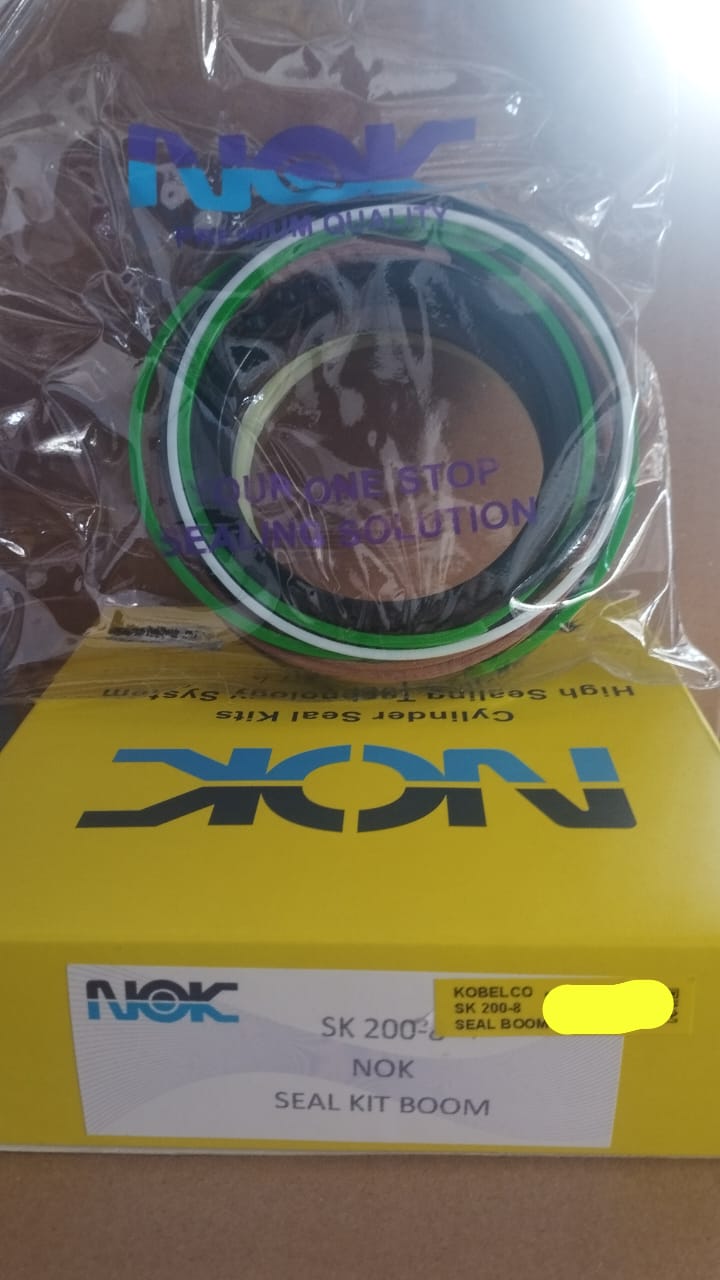 NOK
PREMIUM QUALITY
YOUR ONE STOP
SEALING SOLUTION
High Sealing Technology System
Cylinder Seal Kits
NOK
NOK
SK 200-8
NOK
SEAL KIT BOOM
KOBELCO
SK 200-8
SEAL BOOM